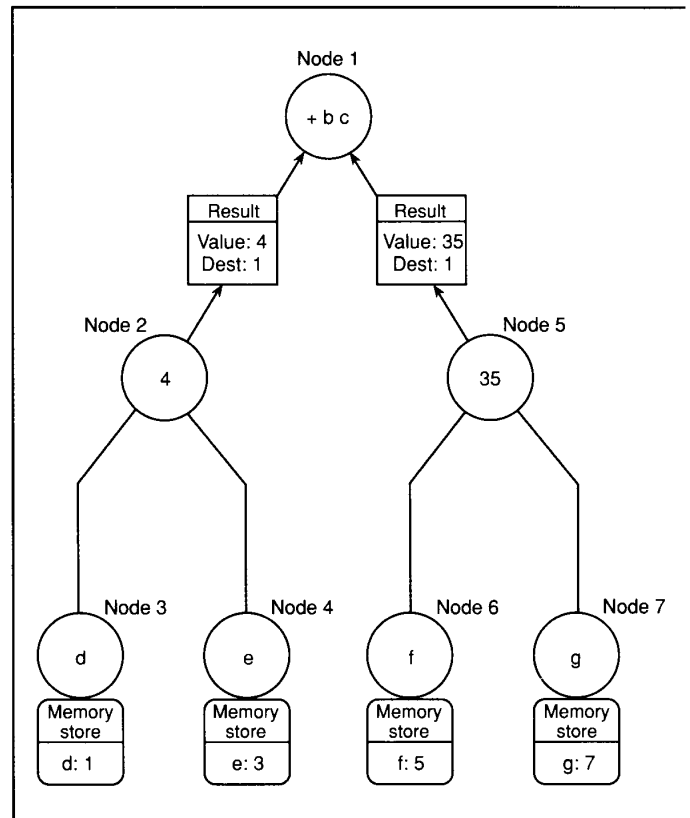 Node 1
+ b c
Result
Value: 4
Dest: 1
Result
Value: 35
Dest: 1
Node 2
4
Node 5
35
Node 3
d
Node 4
e
Node 6
f
Node 7
g
Memory
store
d: 1
Memory
store
e: 3
Memory
store
f: 5
Memory
store
g: 7